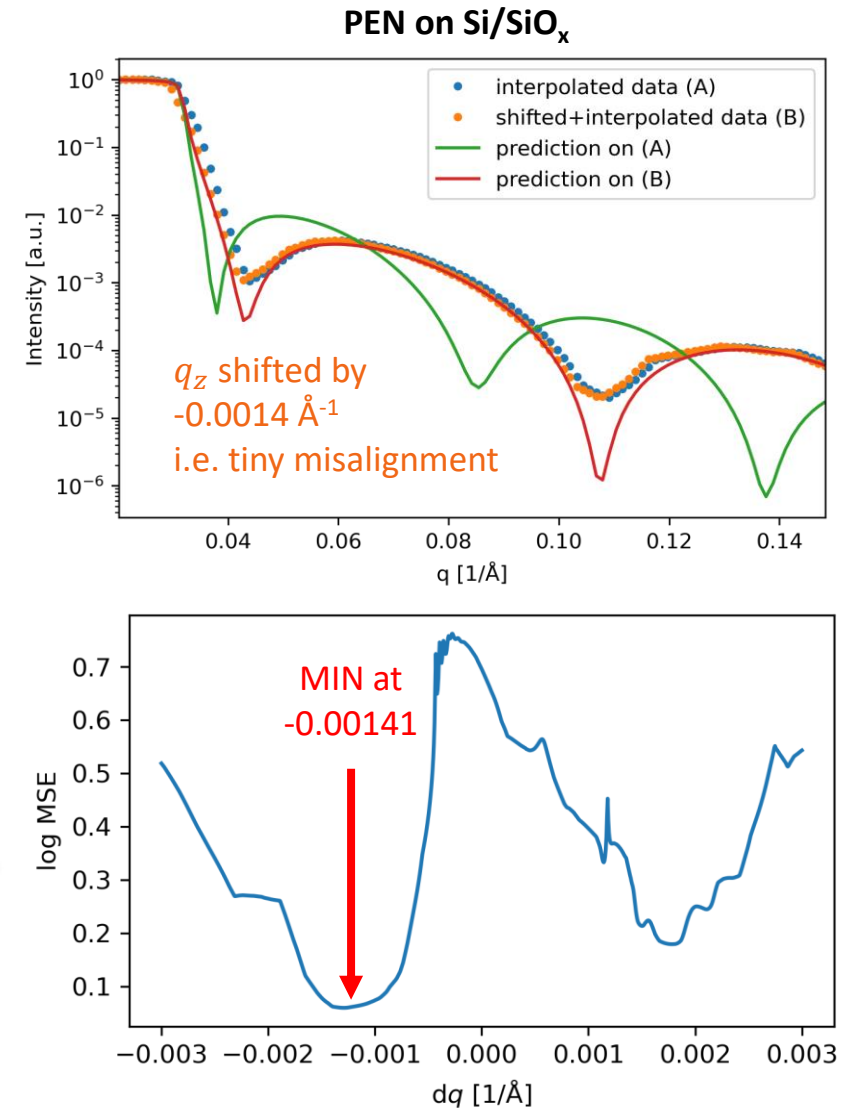 PEN on Si/SiOₓ
10⁰
10⁻¹
10⁻²
10⁻³
10⁻⁴
10⁻⁵
10⁻⁶
Intensity [a.u.]
interpolated data (A)
shifted+interpolated data (B)
prediction on (A)
prediction on (B)
q_z shifted by
-0.0014 Å⁻¹
i.e. tiny misalignment
0.04 0.06 0.08 0.10 0.12 0.14
q [1/Å]
0.7
0.6
0.5
0.4
0.3
0.2
0.1
log MSE
MIN at
-0.00141
−0.003 −0.002 −0.001 0.000 0.001 0.002 0.003
dq [1/Å]